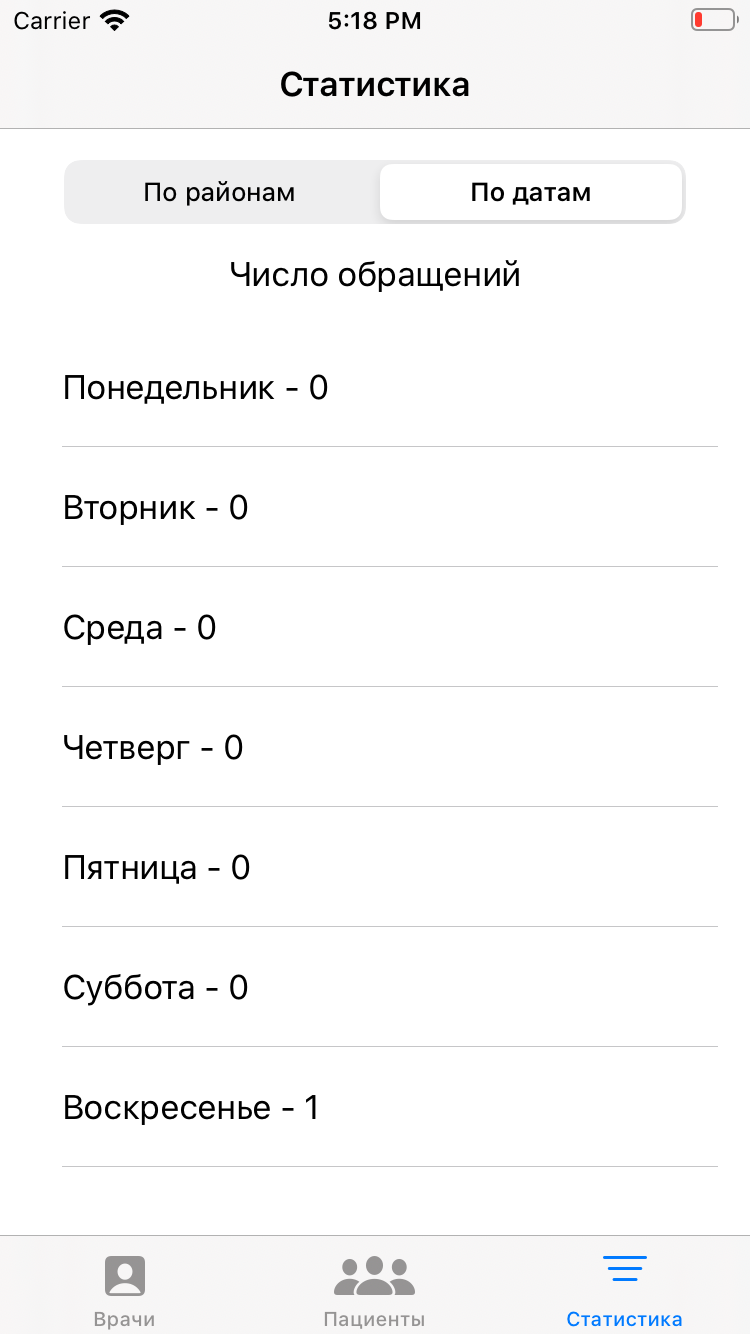 Carrier 5:18 PM
Статистика
По районам По датам
Число обращений
Понедельник - 0
Вторник - 0
Среда - 0
Четверг - 0
Пятница - 0
Суббота - 0
Воскресенье - 1
Врачи Пациенты Статистика